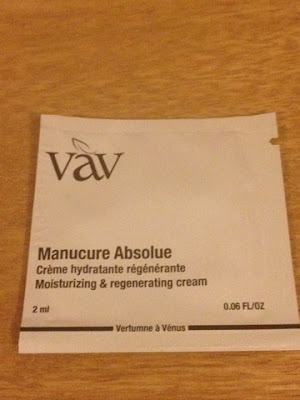 vav
Manucure Absolue
Crème hydratante régénérante
Moisturizing & regenerating cream
2 ml 0.06 FL/OZ
Vertumne à Vénus